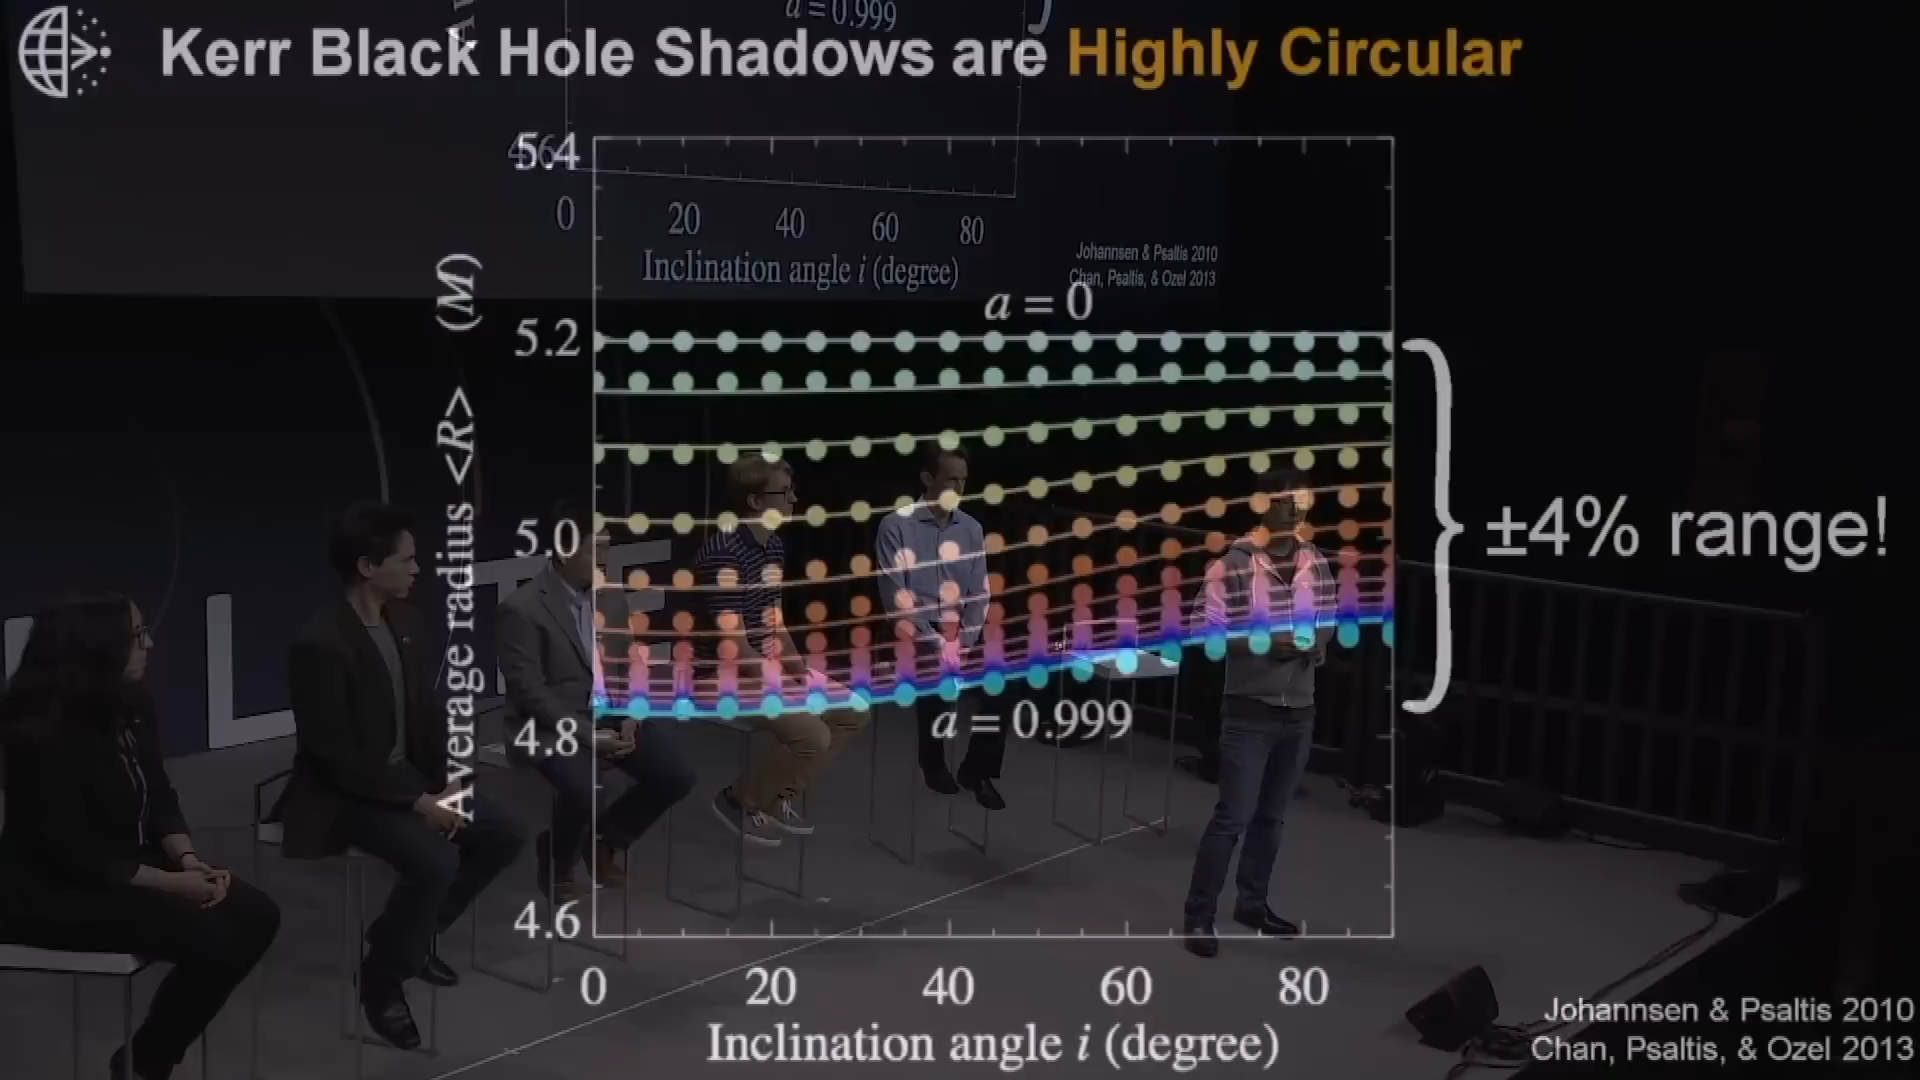 a = 0.999
Kerr Black Hole Shadows are Highly Circular
4.6
0
20
40
60
80
Inclination angle i (degree)
Johannsen & Psaltis 2010
Chan, Psaltis, & Ozel 2013
5.4
5.2
5.0
4.8
4.6
Average radius <R> (M)
a = 0
a = 0.999
±4% range!
0
20
40
60
80
Inclination angle i (degree)
Johannsen & Psaltis 2010
Chan, Psaltis, & Ozel 2013